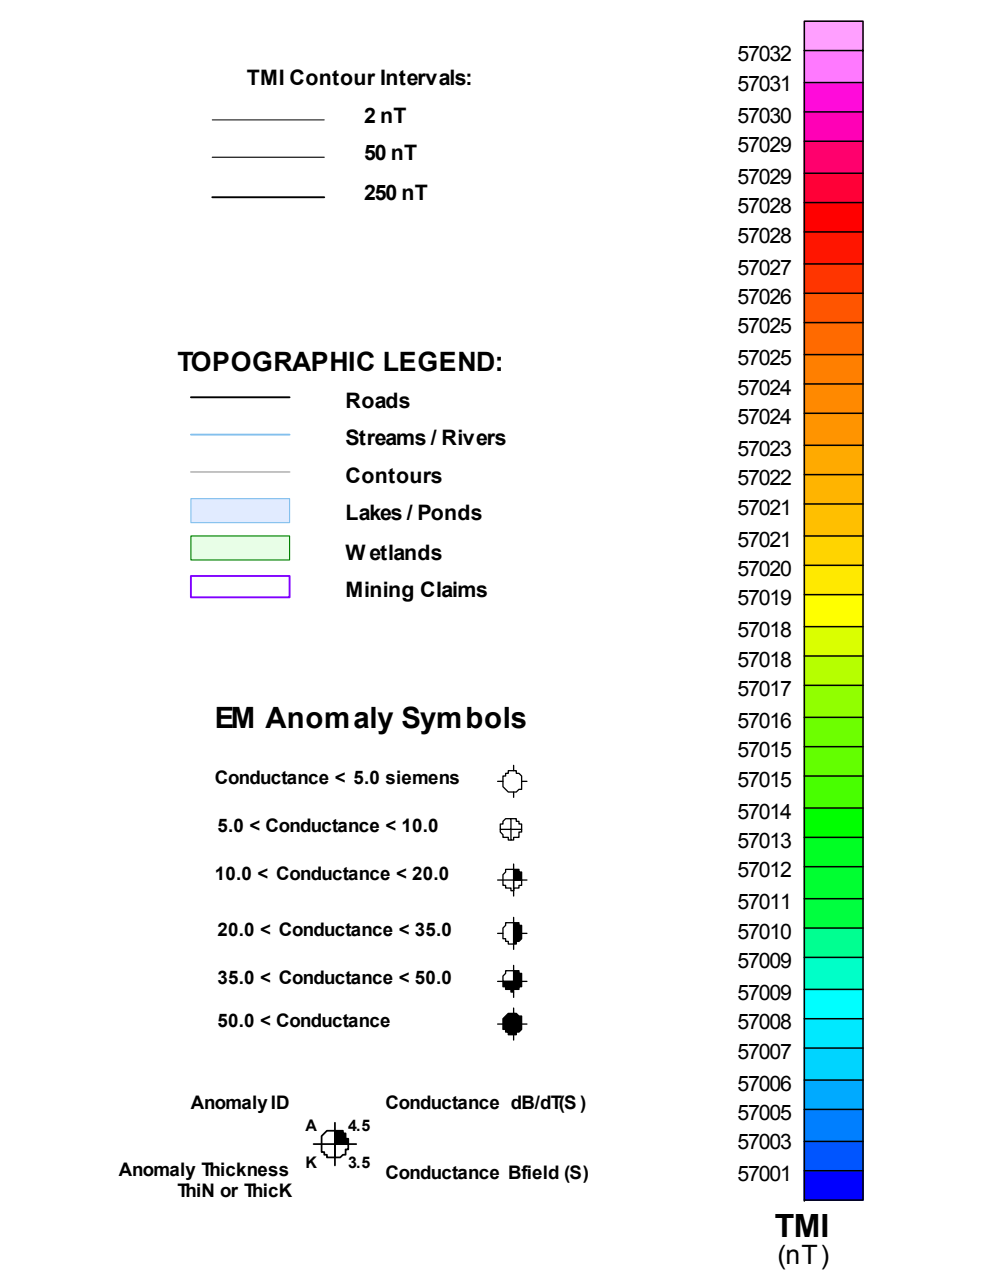 TMI Contour Intervals:
2 nT
50 nT
250 nT
TOPOGRAPHIC LEGEND:
Roads
Streams / Rivers
Contours
Lakes / Ponds
Wetlands
Mining Claims
EM Anomaly Symbols
Conductance < 5.0 siemens
5.0 < Conductance < 10.0
10.0 < Conductance < 20.0
20.0 < Conductance < 35.0
35.0 < Conductance < 50.0
50.0 < Conductance
Anomaly ID
Conductance dB/dT(S)
A 4.5
K 3.5
Anomaly Thickness
ThiN or ThicK
Conductance Bfield (S)
57032
57031
57030
57029
57029
57028
57028
57027
57026
57025
57025
57024
57024
57023
57022
57021
57021
57020
57019
57018
57018
57017
57016
57015
57015
57014
57013
57012
57011
57010
57009
57009
57008
57007
57006
57005
57003
57001
TMI
(nT)